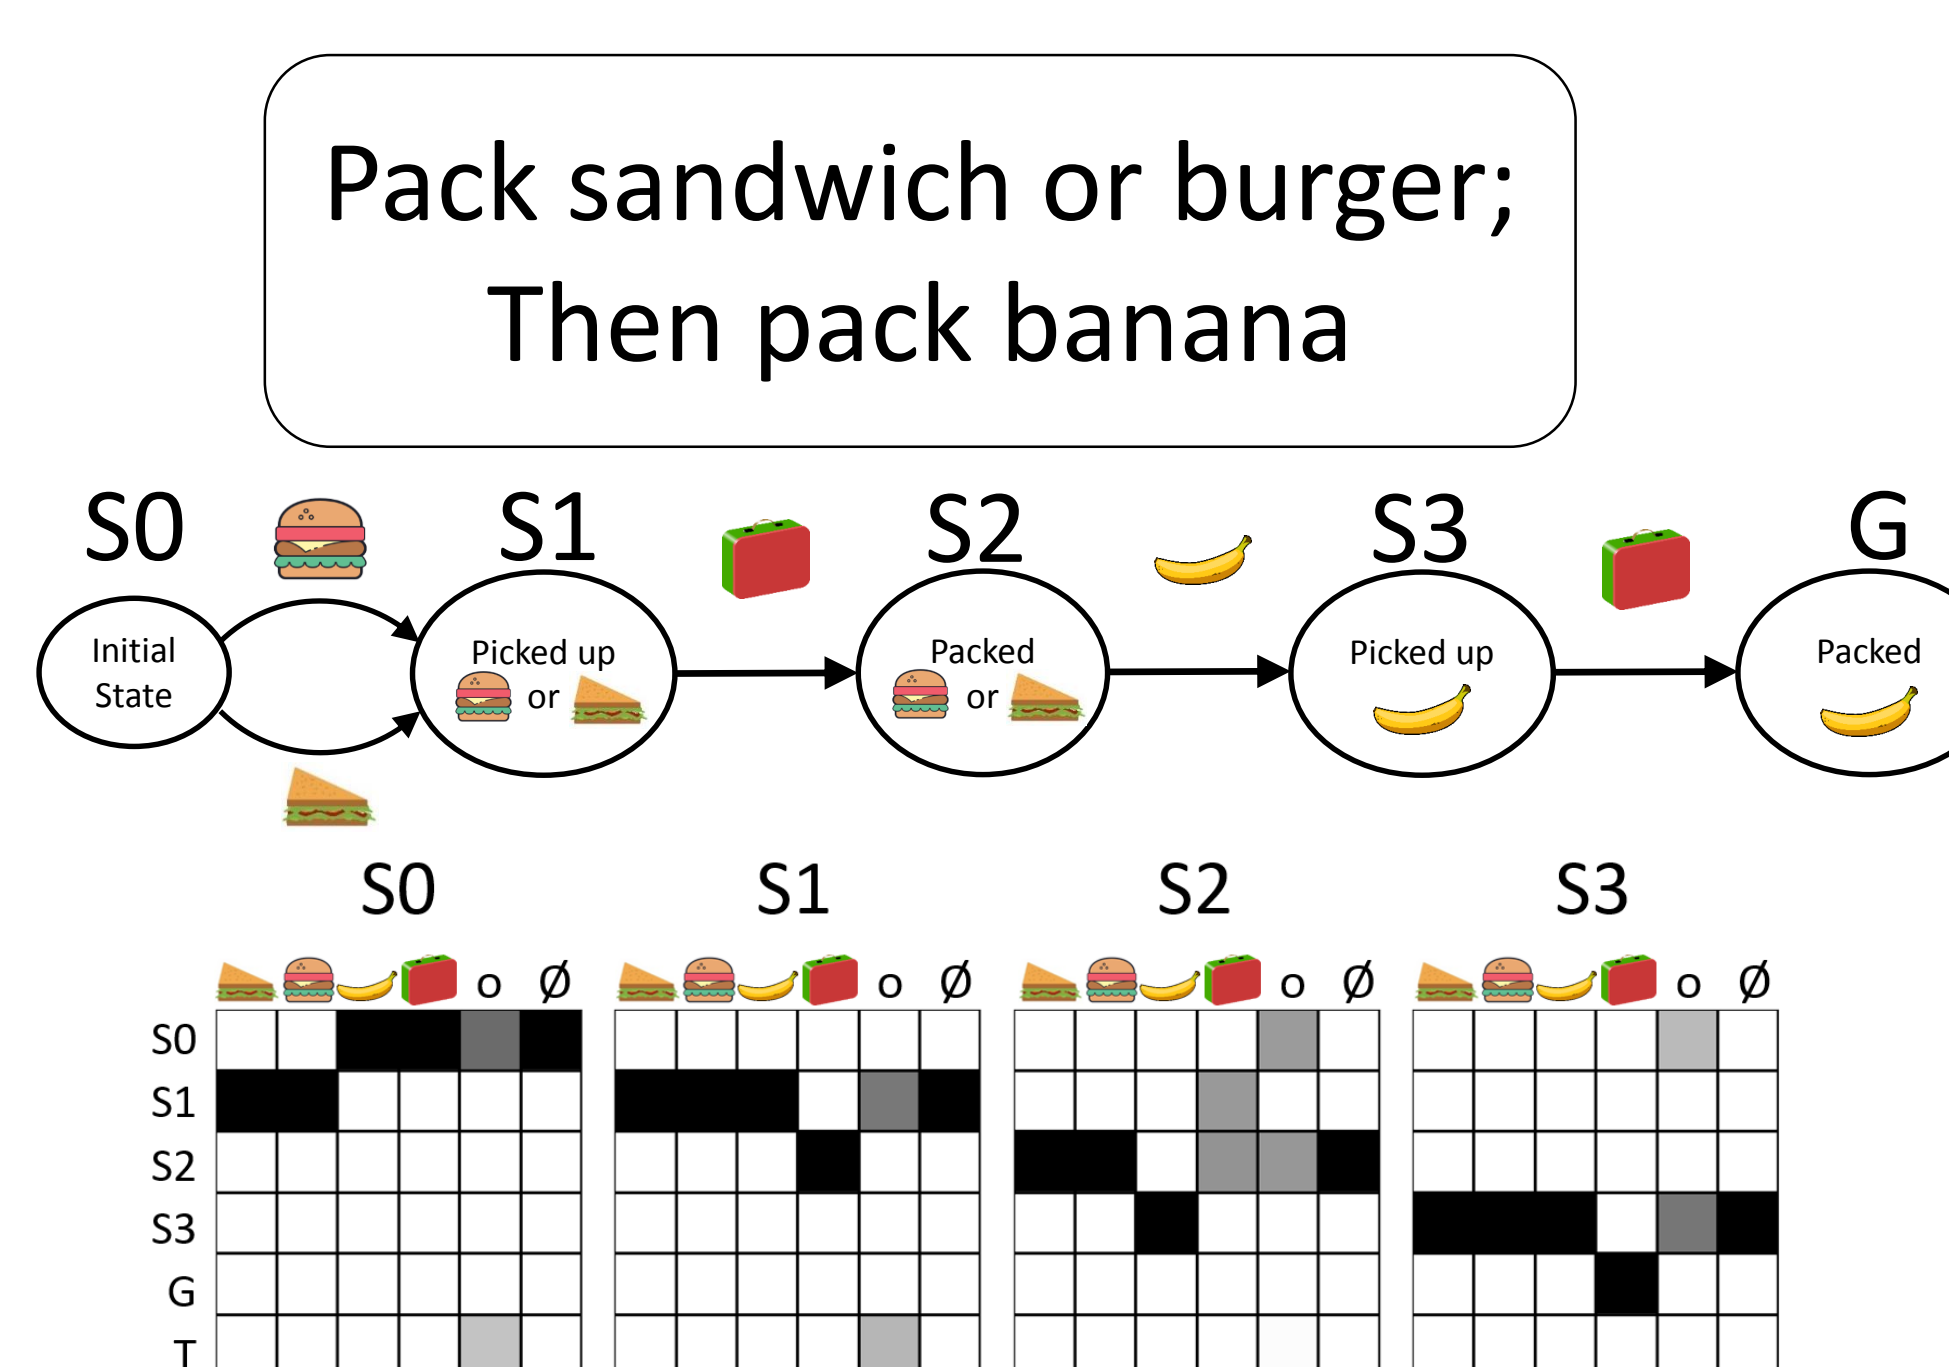 Pack sandwich or burger;
Then pack banana
S0 S1 S2 S3 G
Initial
State
Picked up
or
Packed
or
Picked up
Packed
S0 S1 S2 S3
o Ø o Ø o Ø o Ø
S0
S1
S2
S3
G
T